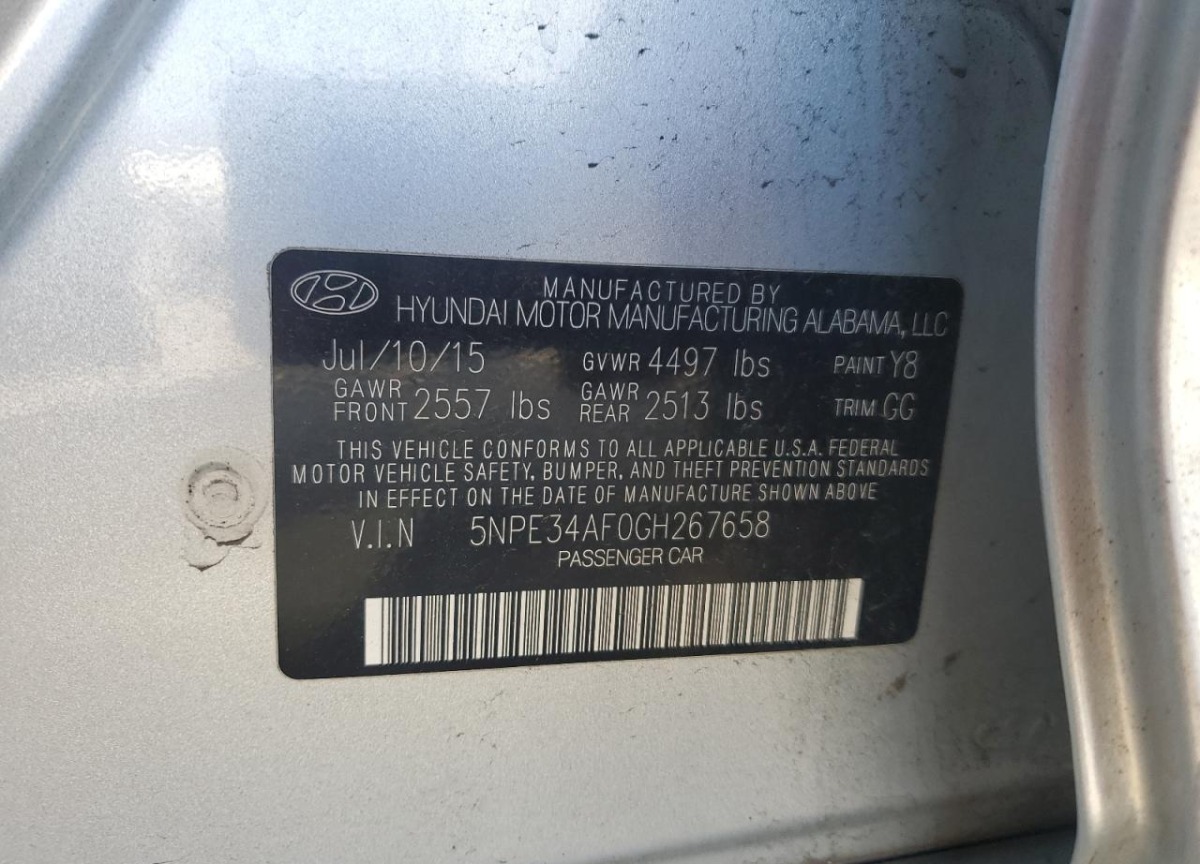 MANUFACTURED BY
HYUNDAI MOTOR MANUFACTURING ALABAMA, LLC
Jul/10/15 GVWR 4497 lbs PAINT Y8
GAWR FRONT 2557 lbs GAWR REAR 2513 lbs TRIM GG
THIS VEHICLE CONFORMS TO ALL APPLICABLE U.S.A. FEDERAL
MOTOR VEHICLE SAFETY, BUMPER, AND THEFT PREVENTION STANDARDS
IN EFFECT ON THE DATE OF MANUFACTURE SHOWN ABOVE
V.I.N 5NPE34AF0GH267658
PASSENGER CAR